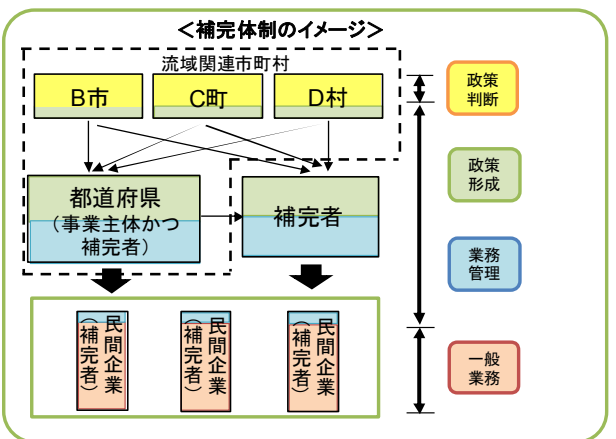 ＜補完体制のイメージ＞
流域関連市町村
B市
C町
D村
都道府県
（事業主体かつ
補完者）
補完者
民間企業
（補完者）
民間企業
（補完者）
民間企業
（補完者）
政策
判断
政策
形成
業務
管理
一般
業務